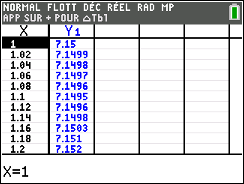 NORMAL FLOTT DÉC RÉEL RAD MP
APP SUR + POUR △Tb1
X Y1
1 7.15
1.02 7.1499
1.04 7.1498
1.06 7.1497
1.08 7.1496
1.1 7.1495
1.12 7.1496
1.14 7.1498
1.16 7.1503
1.18 7.151
1.2 7.152
X=1